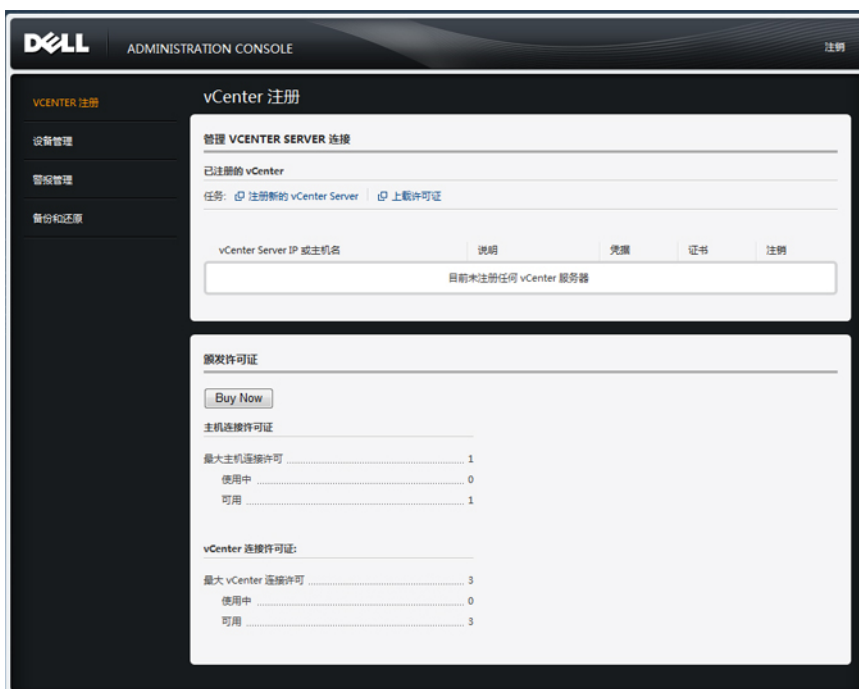 DELL ADMINISTRATION CONSOLE 注销
VCENTER 注册
设备管理
警报管理
备份和还原
vCenter 注册
管理 VCENTER SERVER 连接
已注册的 vCenter
任务: 注册新的 vCenter Server 上载许可证
vCenter Server IP 或主机名 说明 凭据 证书 注销
目前未注册任何 vCenter 服务器
颁发许可证
Buy Now
主机连接许可证
最大主机连接许可 1
使用中 0
可用 1
vCenter 连接许可证:
最大 vCenter 连接许可 3
使用中 0
可用 3